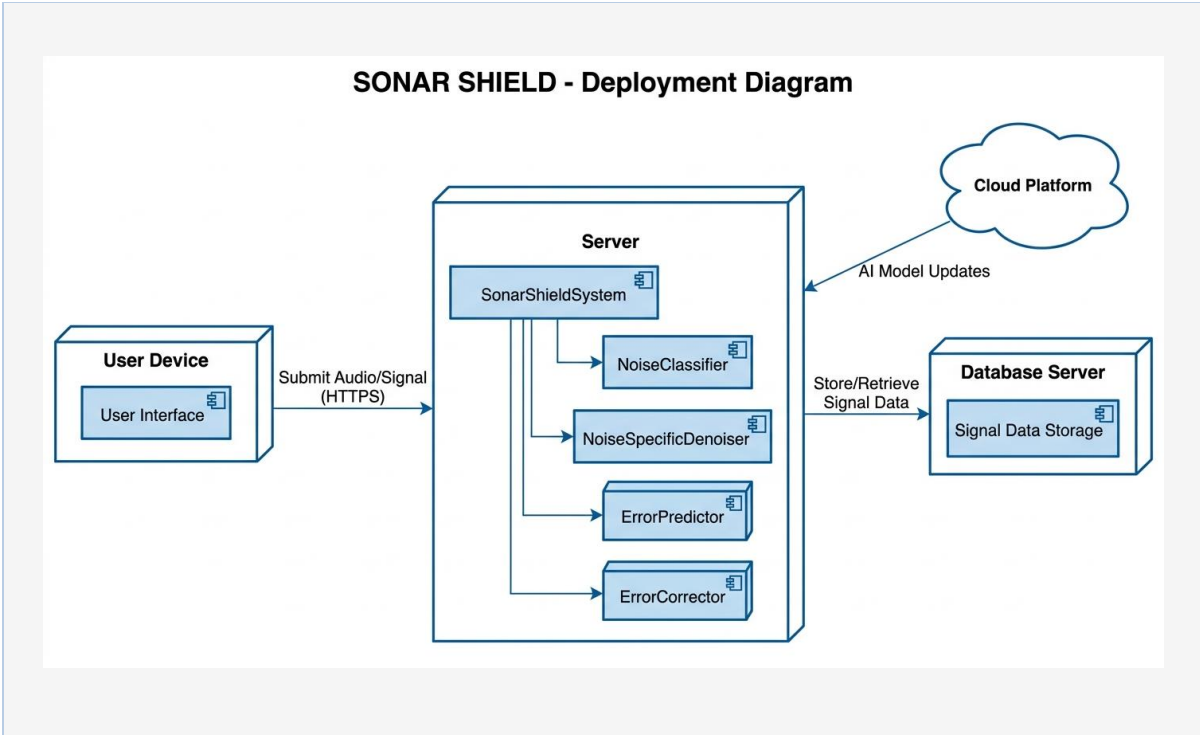 SONAR SHIELD - Deployment Diagram
Cloud Platform
AI Model Updates
Server
SonarShieldSystem
NoiseClassifier
NoiseSpecificDenoiser
ErrorPredictor
ErrorCorrector
User Device
User Interface
Submit Audio/Signal
(HTTPS)
Store/Retrieve
Signal Data
Database Server
Signal Data Storage